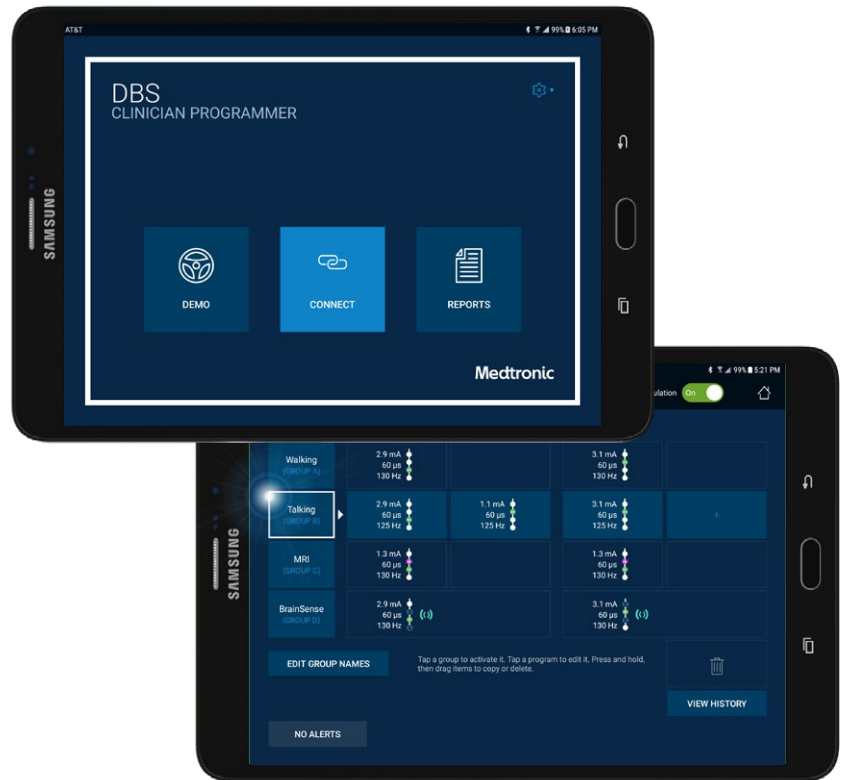 AT&T
99% 6:05 PM
DBS
CLINICIAN PROGRAMMER
SAMSUNG
DEMO
CONNECT
REPORTS
Medtronic
99% 5:21 PM
On
Walking
(GROUP A)
2.9 mA
60 µs
130 Hz
3.1 mA
60 µs
130 Hz
Talking
(GROUP B)
2.9 mA
60 µs
125 Hz
1.1 mA
60 µs
125 Hz
3.1 mA
60 µs
125 Hz
+
SAMSUNG
MRI
(GROUP C)
1.3 mA
60 µs
130 Hz
1.3 mA
60 µs
130 Hz
BrainSense
(GROUP D)
2.9 mA
60 µs
130 Hz
3.1 mA
60 µs
130 Hz
EDIT GROUP NAMES
Tap a group to activate it. Tap a program to edit it. Press and hold,
then drag items to copy or delete.
VIEW HISTORY
NO ALERTS